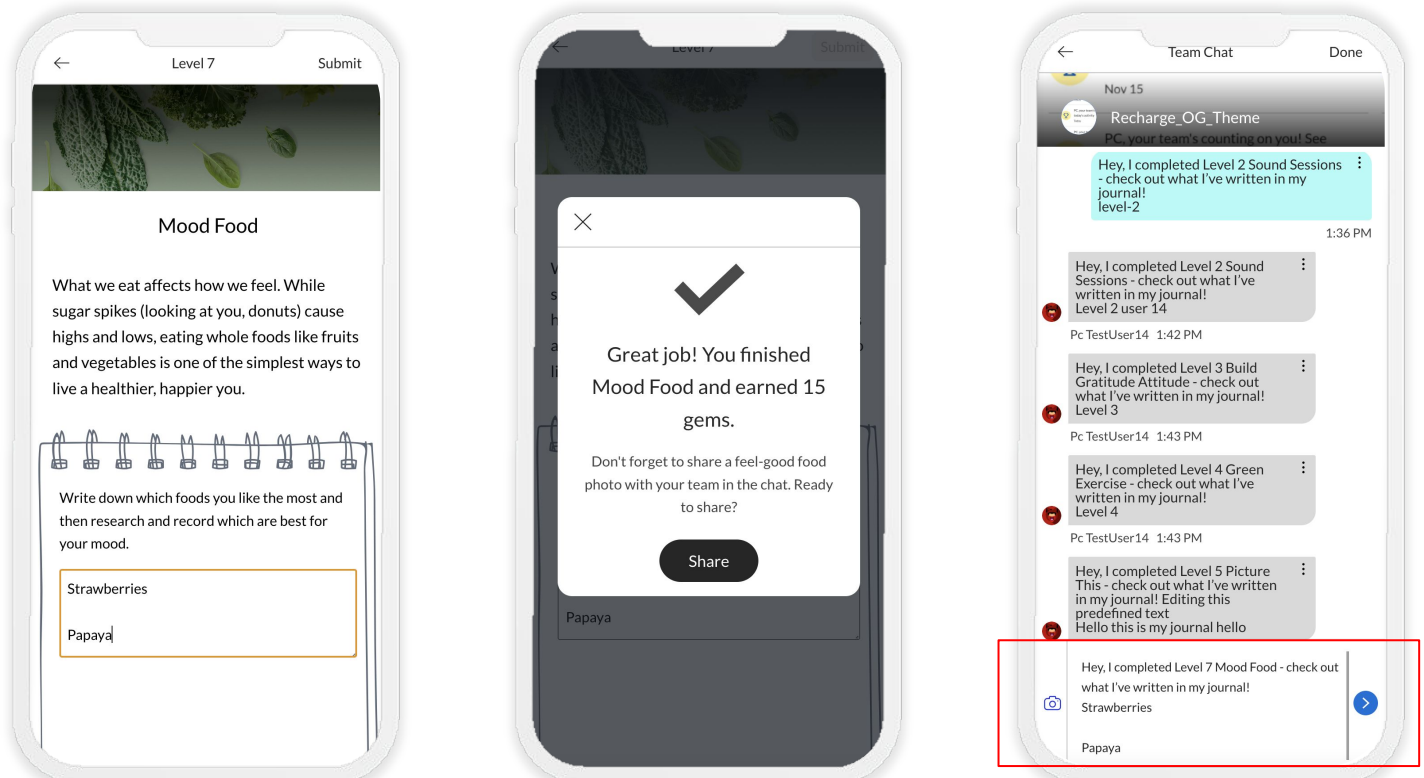 Level 7
Submit
Mood Food
What we eat affects how we feel. While
sugar spikes (looking at you, donuts) cause
highs and lows, eating whole foods like fruits
and vegetables is one of the simplest ways to
live a healthier, happier you.
Write down which foods you like the most and
then research and record which are best for
your mood.
Strawberries
Papaya
Level 7
Submit
Great job! You finished
Mood Food and earned 15
gems.
Don't forget to share a feel-good food
photo with your team in the chat. Ready
to share?
Share
Papaya
Team Chat
Done
Nov 15
Recharge_OG_Theme
PC, your team's counting on you! See
Hey, I completed Level 2 Sound Sessions
- check out what I've written in my
journal!
level-2
1:36 PM
Hey, I completed Level 2 Sound
Sessions - check out what I've
written in my journal!
Level 2 user 14
Pc TestUser14 1:42 PM
Hey, I completed Level 3 Build
Gratitude Attitude - check out
what I've written in my journal!
Level 3
Pc TestUser14 1:43 PM
Hey, I completed Level 4 Green
Exercise - check out what I've
written in my journal!
Level 4
Pc TestUser14 1:43 PM
Hey, I completed Level 5 Picture
This - check out what I've written
in my journal! Editing this
predefined text
Hello this is my journal hello
Hey, I completed Level 7 Mood Food - check out
what I've written in my journal!
Strawberries
Papaya